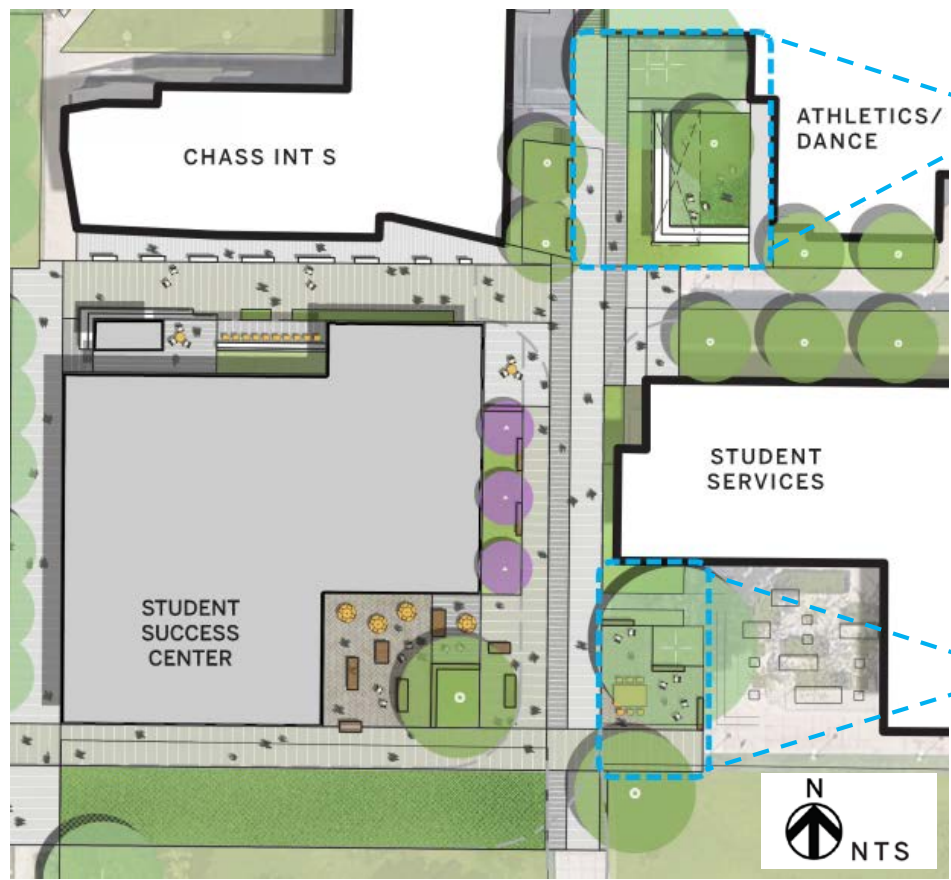 CHASS INT S
ATHLETICS/
DANCE
STUDENT
SERVICES
STUDENT
SUCCESS
CENTER
N
NTS